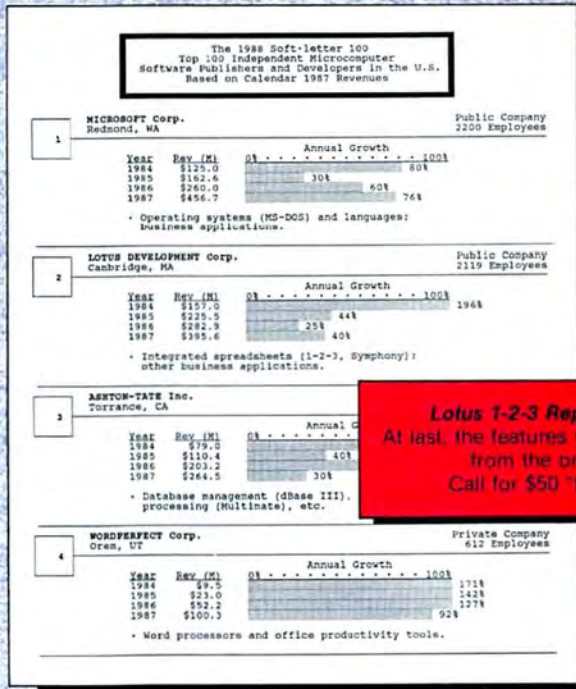 The 1988 Soft·letter 100
Top 100 Independent Microcomputer
Software Publishers and Developers in the U.S.
Based on Calendar 1987 Revenues
1
MICROSOFT Corp.
Redmond, WA
Public Company
2200 Employees
Annual Growth
Year Rev (M) 0% · · · · · · · · · · · · · 100%
1984 $125.0 80%
1985 $162.6 30%
1986 $260.0 60%
1987 $456.7 76%
· Operating systems (MS-DOS) and languages;
business applications.
2
LOTUS DEVELOPMENT Corp.
Cambridge, MA
Public Company
2119 Employees
Annual Growth
Year Rev (M) 0% · · · · · · · · · · · · · 100%
1984 $157.0 196%
1985 $225.5 44%
1986 $282.9 25%
1987 $395.6 40%
· Integrated spreadsheets (1-2-3, Symphony);
other business applications.
3
ASHTON-TATE Inc.
Torrance, CA
Annual G
Year Rev (M) 0% · · · · · · ·
1984 $79.0
1985 $110.4 40%
1986 $203.2
1987 $264.5 30%
· Database management (dBase III),
processing (Multimate), etc.
Lotus 1-2-3 Rep
At last, the features
from the or
Call for $50 "
4
WORDPERFECT Corp.
Orem, UT
Private Company
612 Employees
Annual Growth
Year Rev (M) 0% · · · · · · · · · · · · · 100%
1984 $9.5 171%
1985 $23.0 142%
1986 $52.2 127%
1987 $100.3 92%
· Word processors and office productivity tools.